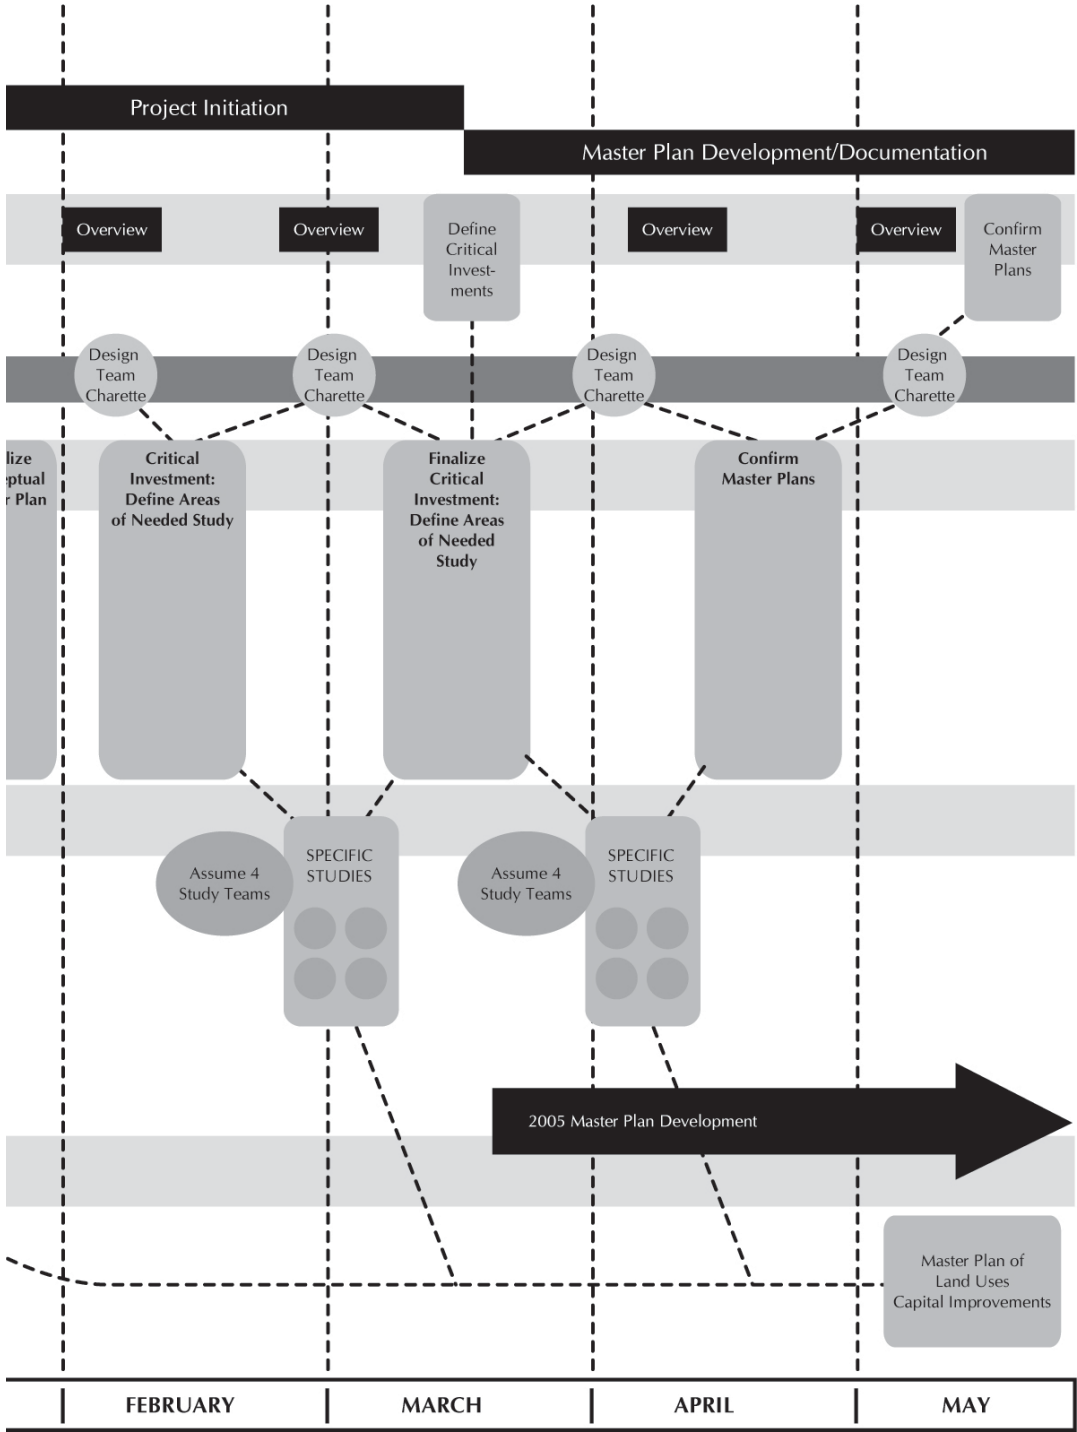 Project Initiation
Master Plan Development/Documentation
Overview
Overview
Define
Critical
Invest-
ments
Overview
Overview
Confirm
Master
Plans
Design
Team
Charette
Design
Team
Charette
Design
Team
Charette
Design
Team
Charette
lize
eptual
r Plan
Critical
Investment:
Define Areas
of Needed Study
Finalize
Critical
Investment:
Define Areas
of Needed
Study
Confirm
Master Plans
Assume 4
Study Teams
SPECIFIC
STUDIES
Assume 4
Study Teams
SPECIFIC
STUDIES
2005 Master Plan Development
Master Plan of
Land Uses
Capital Improvements
FEBRUARY
MARCH
APRIL
MAY